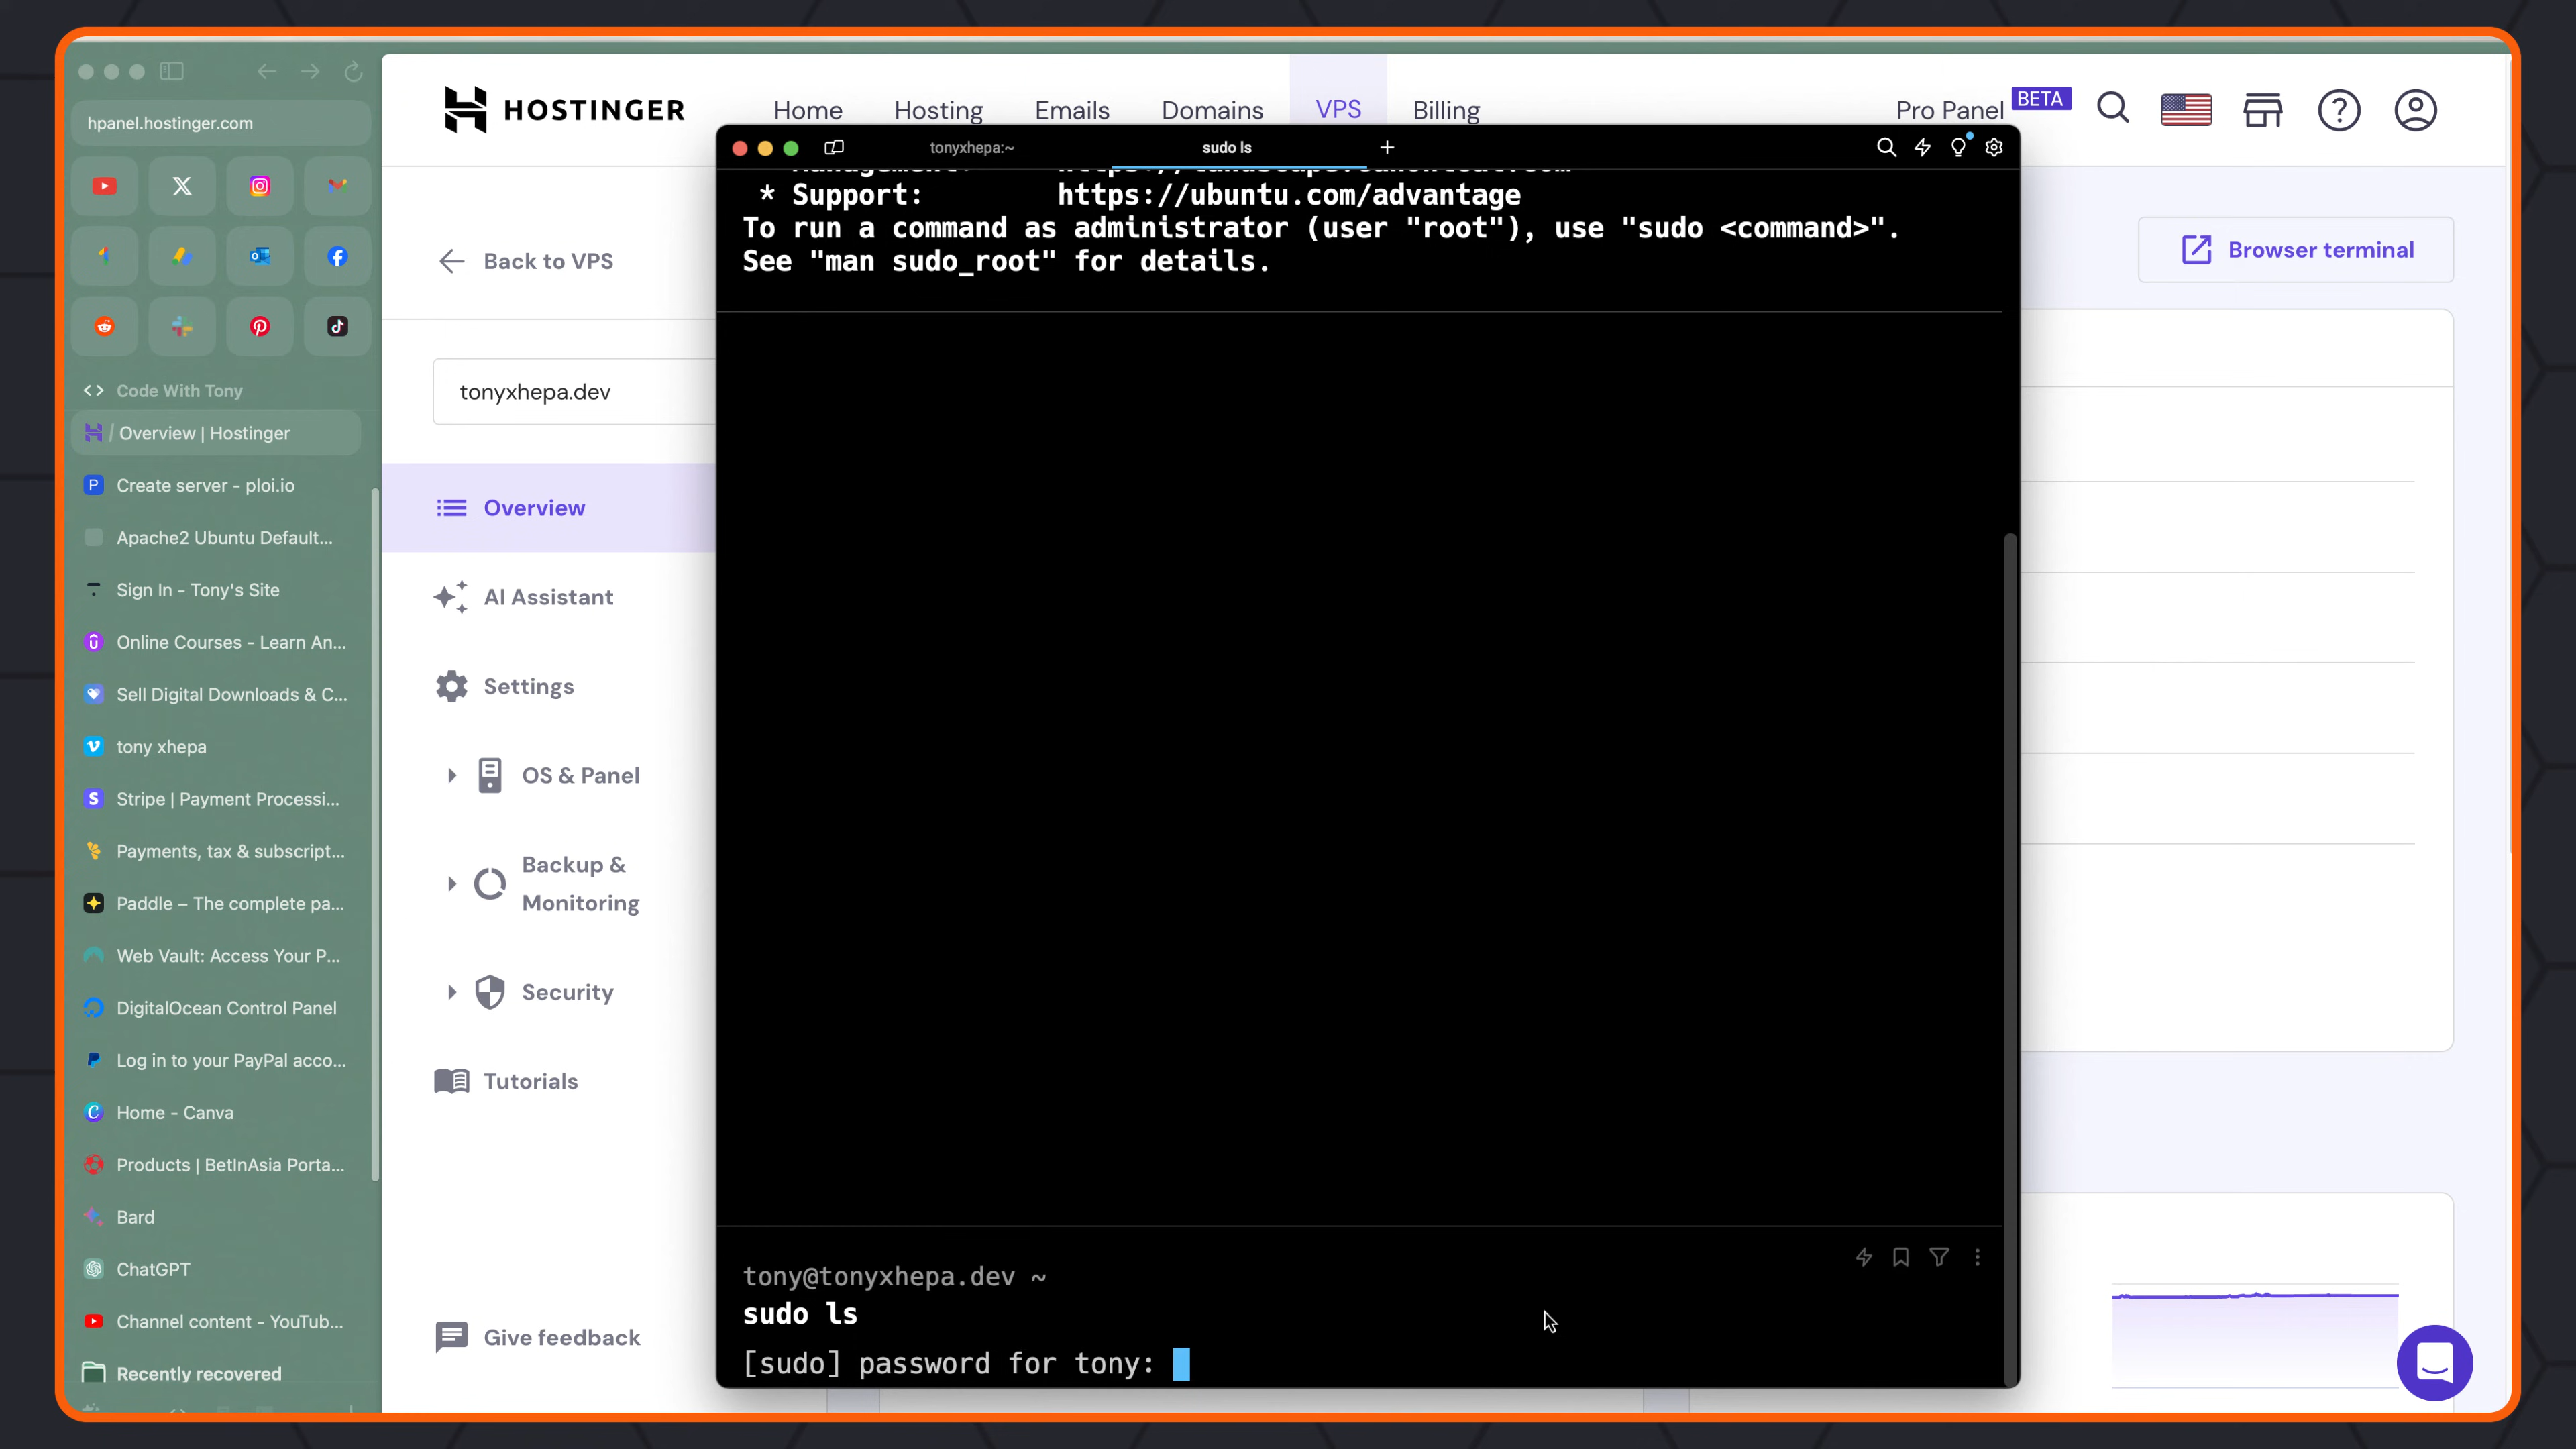 hpanel.hostinger.com
Code With Tony
/ Overview | Hostinger
Create server - ploi.io
Apache2 Ubuntu Default...
Sign In - Tony's Site
Online Courses - Learn An...
Sell Digital Downloads & C...
tony xhepa
Stripe | Payment Processi...
Payments, tax & subscript...
Paddle – The complete pa...
Web Vault: Access Your P...
DigitalOcean Control Panel
Log in to your PayPal acco...
Home - Canva
Products | BetInAsia Porta...
Bard
ChatGPT
Channel content - YouTub...
Recently recovered
HOSTINGER
Home
Hosting
Emails
Domains
VPS
Billing
Pro Panel
BETA
Back to VPS
Browser terminal
tonyxhepa.dev
Overview
AI Assistant
Settings
OS & Panel
Backup &
Monitoring
Security
Tutorials
Give feedback
tonyxhepa:~
sudo ls
* Support: https://ubuntu.com/advantage
To run a command as administrator (user "root"), use "sudo <command>".
See "man sudo_root" for details.
tony@tonyxhepa.dev ~
sudo ls
[sudo] password for tony: